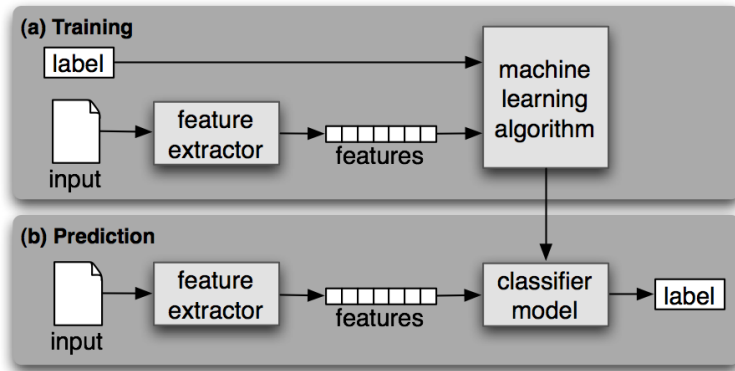 (a) Training
label
machine
learning
algorithm
feature
extractor
features
input
(b) Prediction
feature
extractor
features
input
classifier
model
label